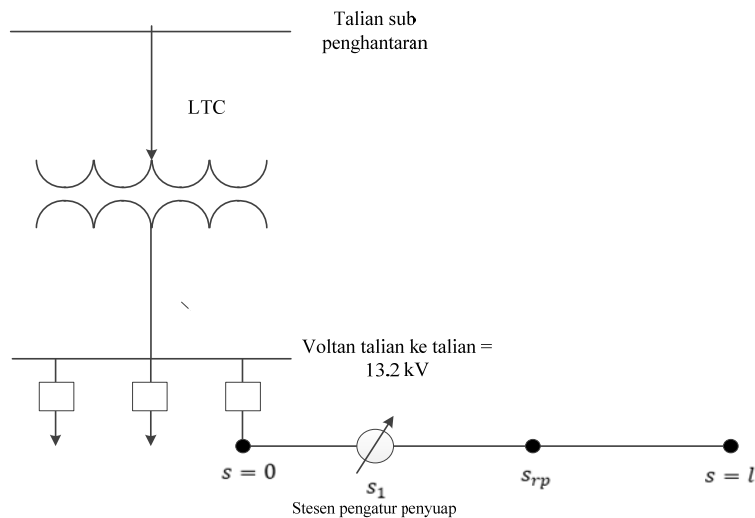 Talian sub
penghantaran
LTC
Voltan talian ke talian =
13.2 kV
s = 0
s₁
sᵣₚ
s = l
Stesen pengatur penyuap